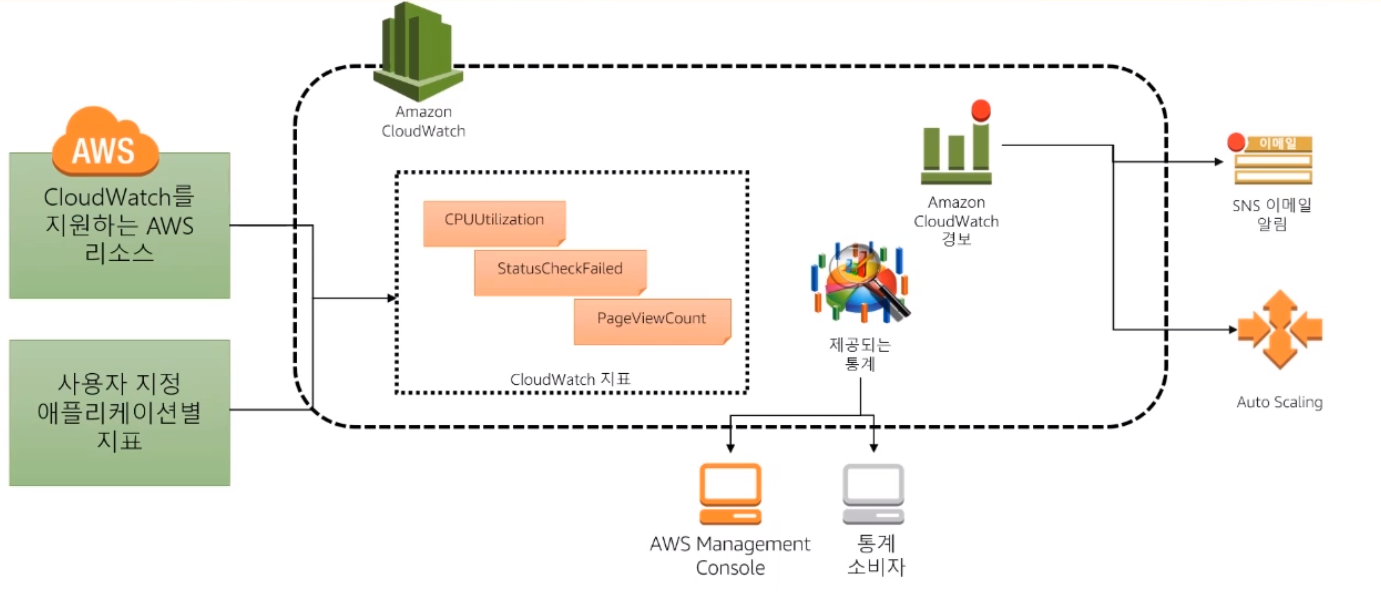 Amazon
CloudWatch
AWS
CloudWatch를
지원하는 AWS
리소스
사용자 지정
애플리케이션별
지표
CPUUtilization
StatusCheckFailed
PageViewCount
CloudWatch 지표
Amazon
CloudWatch
경보
제공되는
통계
이메일
SNS 이메일
알림
Auto Scaling
AWS Management
Console
통계
소비자